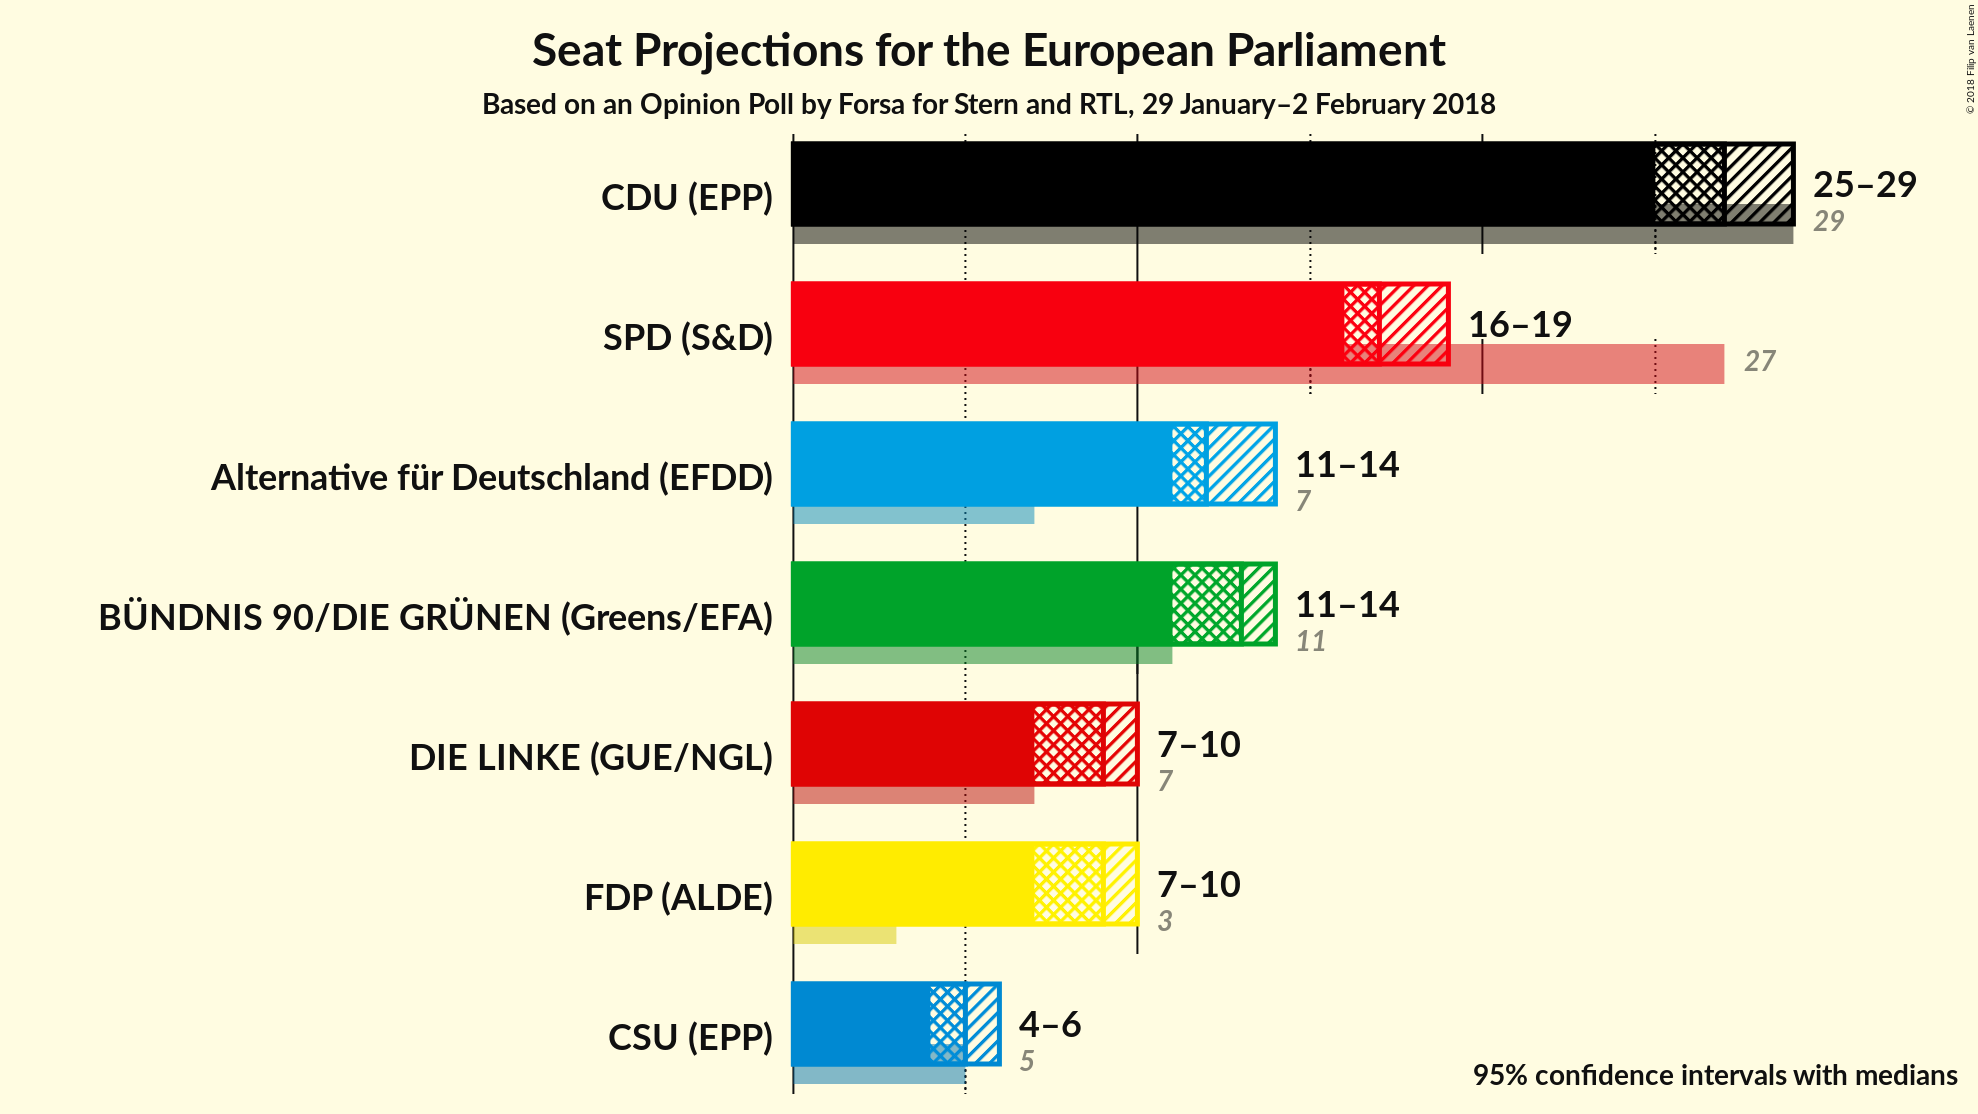 Seat Projections for the European Parliament
Based on an Opinion Poll by Forsa for Stern and RTL, 29 January–2 February 2018
© 2018 Filip van Laenen
CDU (EPP)
25–29
29
SPD (S&D)
16–19
27
Alternative für Deutschland (EFDD)
11–14
7
BÜNDNIS 90/DIE GRÜNEN (Greens/EFA)
11–14
11
DIE LINKE (GUE/NGL)
7–10
7
FDP (ALDE)
7–10
3
CSU (EPP)
4–6
5
95% confidence intervals with medians